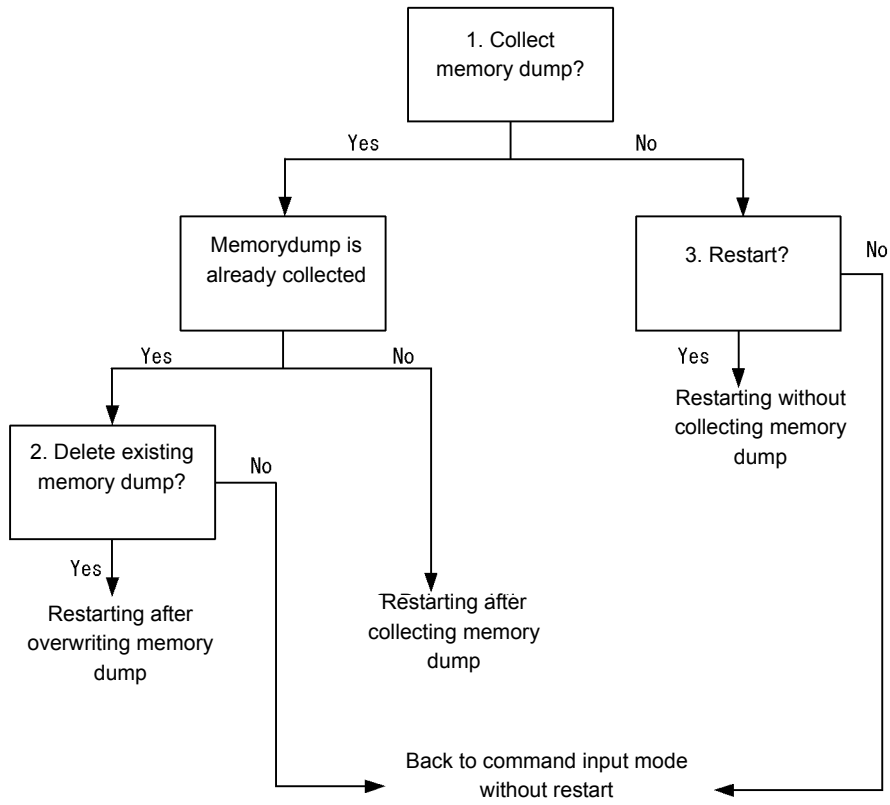 1. Collect
memory dump?
Yes
No
Memorydump is
already collected
3. Restart?
No
Yes
No
Yes
Restarting without
collecting memory
dump
2. Delete existing
memory dump?
No
Yes
Restarting after
overwriting memory
dump
Restarting after
collecting memory
dump
Back to command input mode
without restart